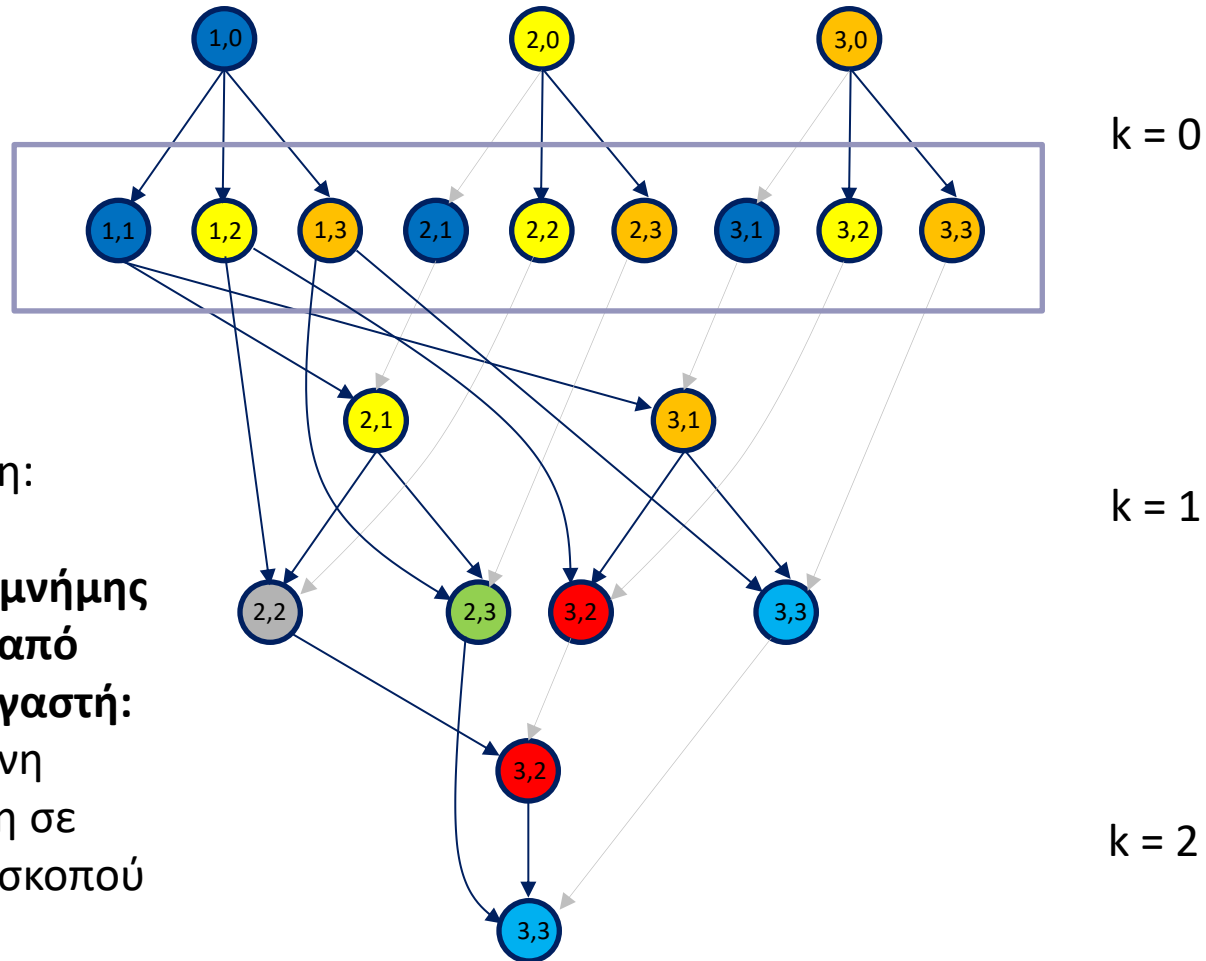 1,0 2,0 3,0
k = 0
1,1 1,2 1,3 2,1 2,2 2,3 3,1 3,2 3,3
2,1 3,1
η:
k = 1
μνήμης
2,2 2,3 3,2 3,3
από
γαστή:
νη
3,2
η σε
k = 2
σκοπού
3,3